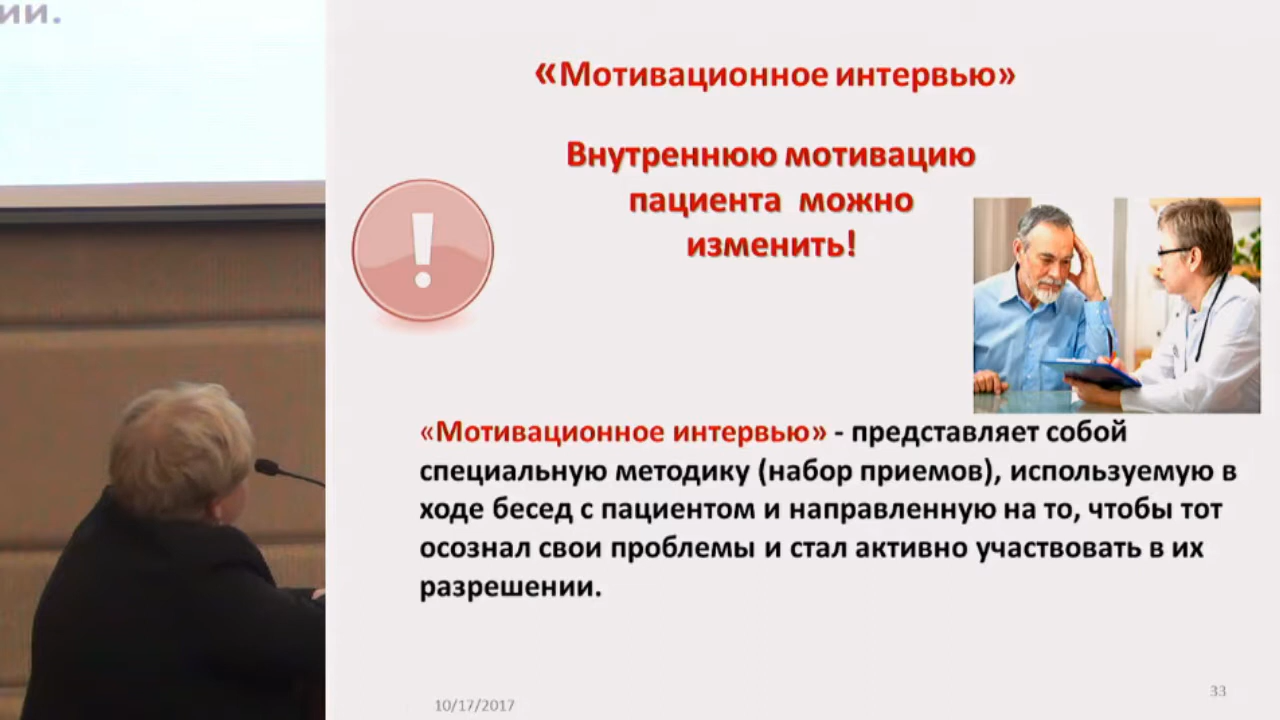 ии.
«Мотивационное интервью»
Внутреннюю мотивацию
пациента можно
изменить!
«Мотивационное интервью» - представляет собой
специальную методику (набор приемов), используемую в
ходе бесед с пациентом и направленную на то, чтобы тот
осознал свои проблемы и стал активно участвовать в их
разрешении.
10/17/2017
33